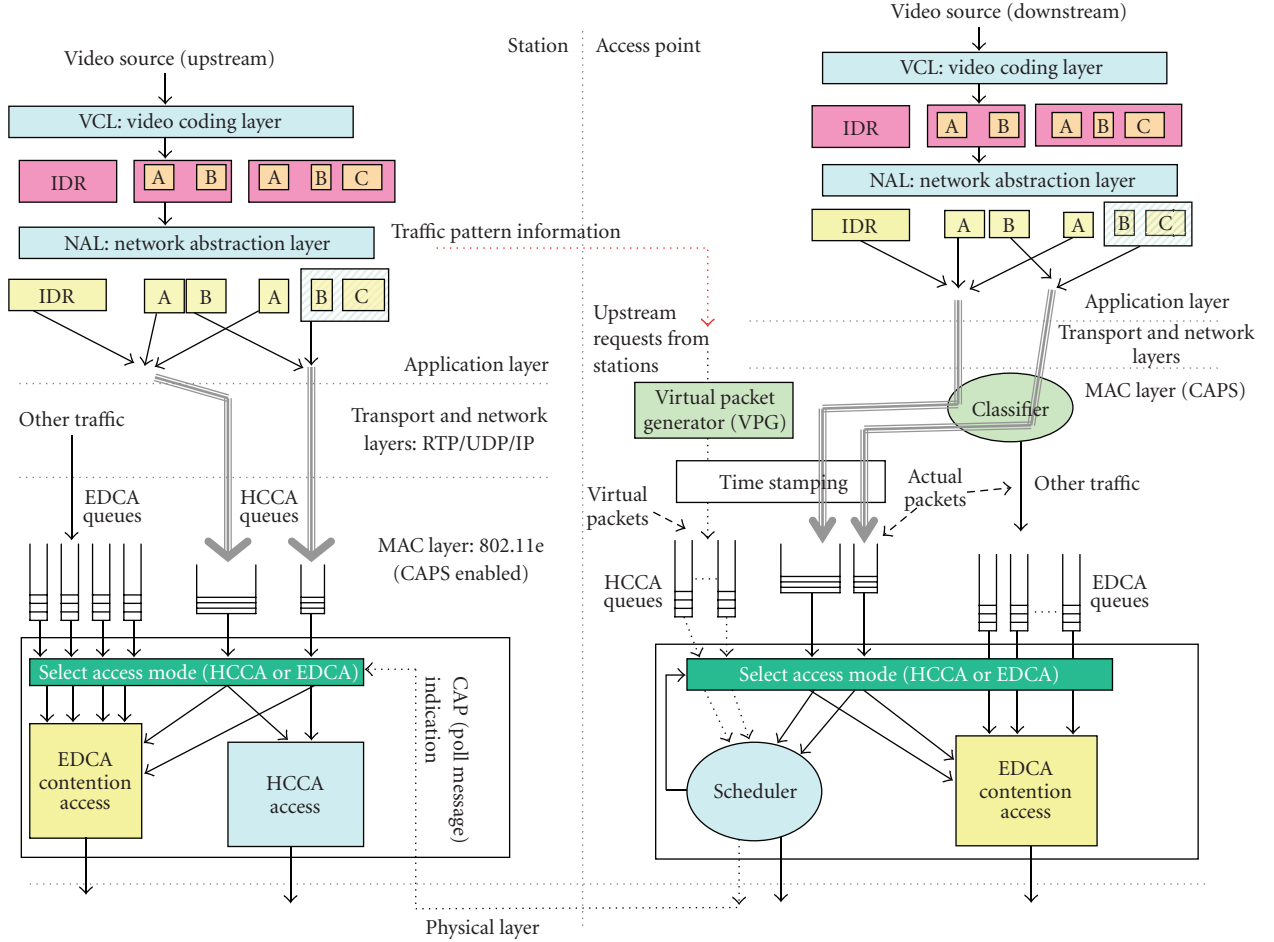 Station
Access point
Video source (upstream)
VCL: video coding layer
IDR
A
B
A
B
C
NAL: network abstraction layer
Traffic pattern information
IDR
A
B
A
B
C
Application layer
Other traffic
Transport and network
layers: RTP/UDP/IP
EDCA
queues
HCCA
queues
MAC layer: 802.11e
(CAPS enabled)
Select access mode (HCCA or EDCA)
EDCA
contention
access
HCCA
access
CAP (poll message)
indication
Physical layer
Video source (downstream)
VCL: video coding layer
IDR
A
B
A
B
C
NAL: network abstraction layer
IDR
A
B
A
B
C
Application layer
Transport and network
layers
MAC layer (CAPS)
Upstream
requests from
stations
Virtual packet
generator (VPG)
Classifier
Time stamping
Virtual
packets
Actual
packets
Other traffic
HCCA
queues
EDCA
queues
Select access mode (HCCA or EDCA)
Scheduler
EDCA
contention
access